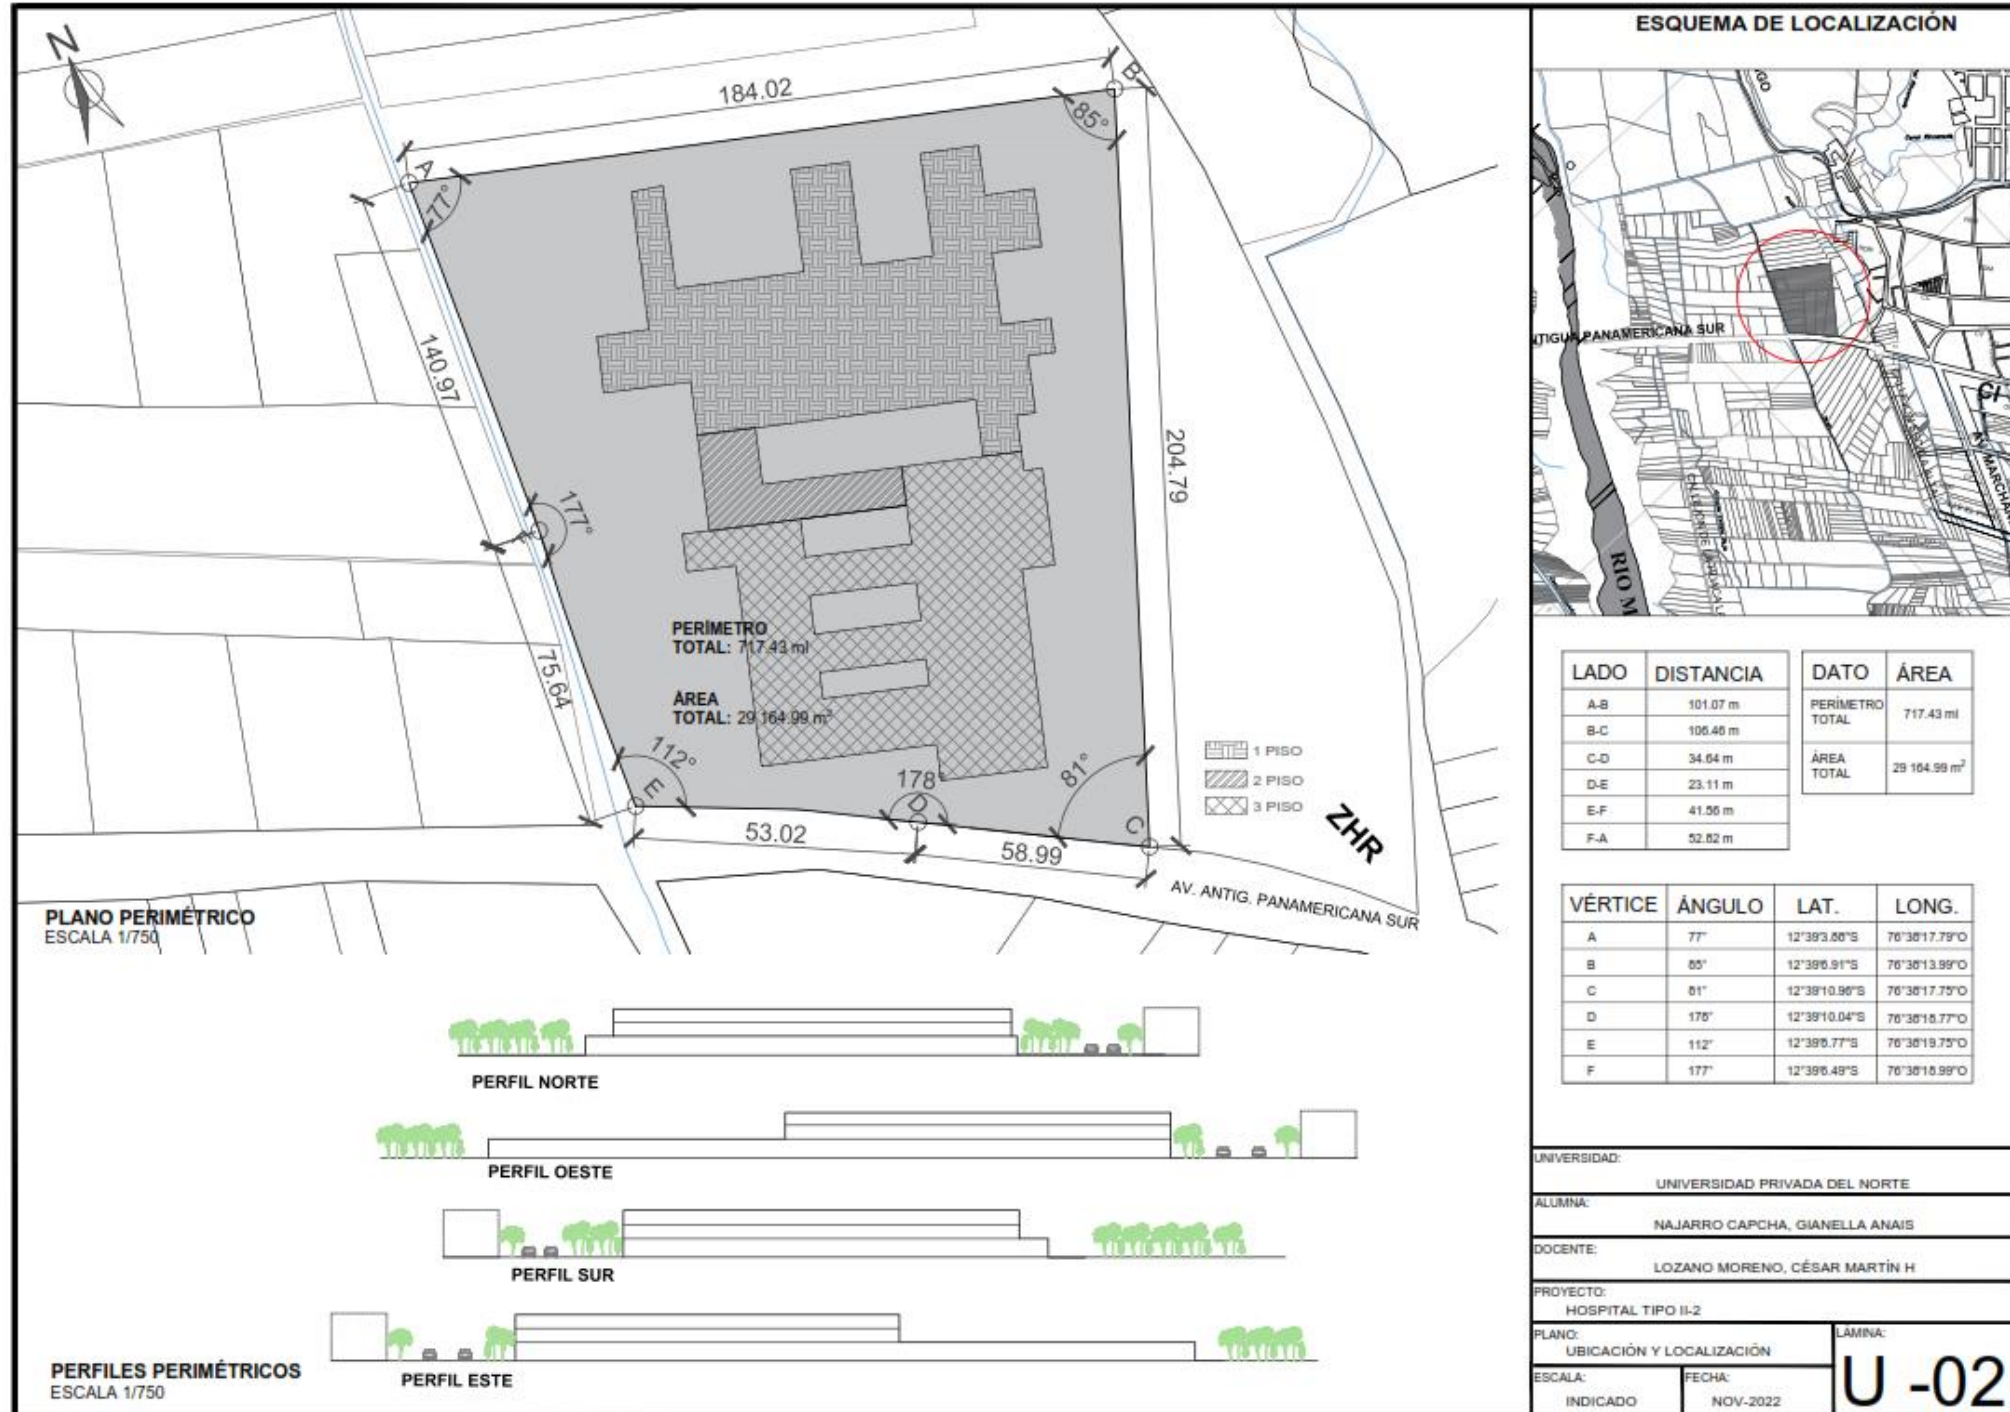 N
184.02
A
B
77°
85°
140.97
204.79
177°
F
75.64
PERÍMETRO
TOTAL: 717.43 ml
ÁREA
TOTAL: 29 164.99 m²
112°
E
178°
D
81°
C
53.02
58.99
1 PISO
2 PISO
3 PISO
ZHR
AV. ANTIG. PANAMERICANA SUR
PLANO PERIMÉTRICO
ESCALA 1/750
PERFIL NORTE
PERFIL OESTE
PERFIL SUR
PERFIL ESTE
PERFILES PERIMÉTRICOS
ESCALA 1/750
ESQUEMA DE LOCALIZACIÓN
NTIGUA PANAMERICANA SUR
RIO M
CI
AV. MARCHAN
LADO DISTANCIA
A-B 101.07 m
B-C 106.46 m
C-D 34.64 m
D-E 23.11 m
E-F 41.56 m
F-A 52.82 m
DATO ÁREA
PERÍMETRO
TOTAL 717.43 ml
ÁREA
TOTAL 29 164.99 m²
VÉRTICE ÁNGULO LAT. LONG.
A 77°
B
C
D
E 112°
F 177°
UNIVERSIDAD:
UNIVERSIDAD PRIVADA DEL NORTE
ALUMNA:
NAJARRO CAPCHA, GIANELLA ANAIS
DOCENTE:
LOZANO MORENO, CÉSAR MARTÍN H
PROYECTO:
HOSPITAL TIPO II-2
PLANO:
UBICACIÓN Y LOCALIZACIÓN
LÁMINA:
U -02
ESCALA:
INDICADO
FECHA:
NOV-2022